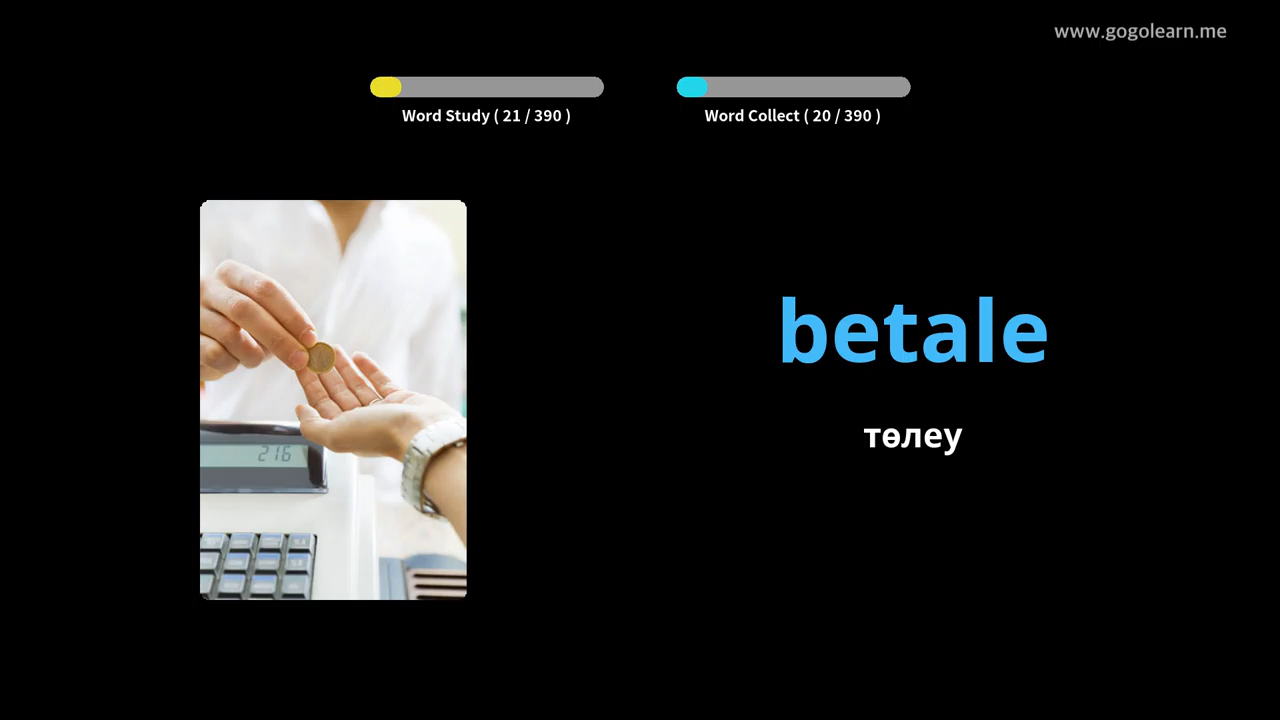 www.gogolearn.me
Word Study ( 21 / 390 )
Word Collect ( 20 / 390 )
betale
төлеу
216